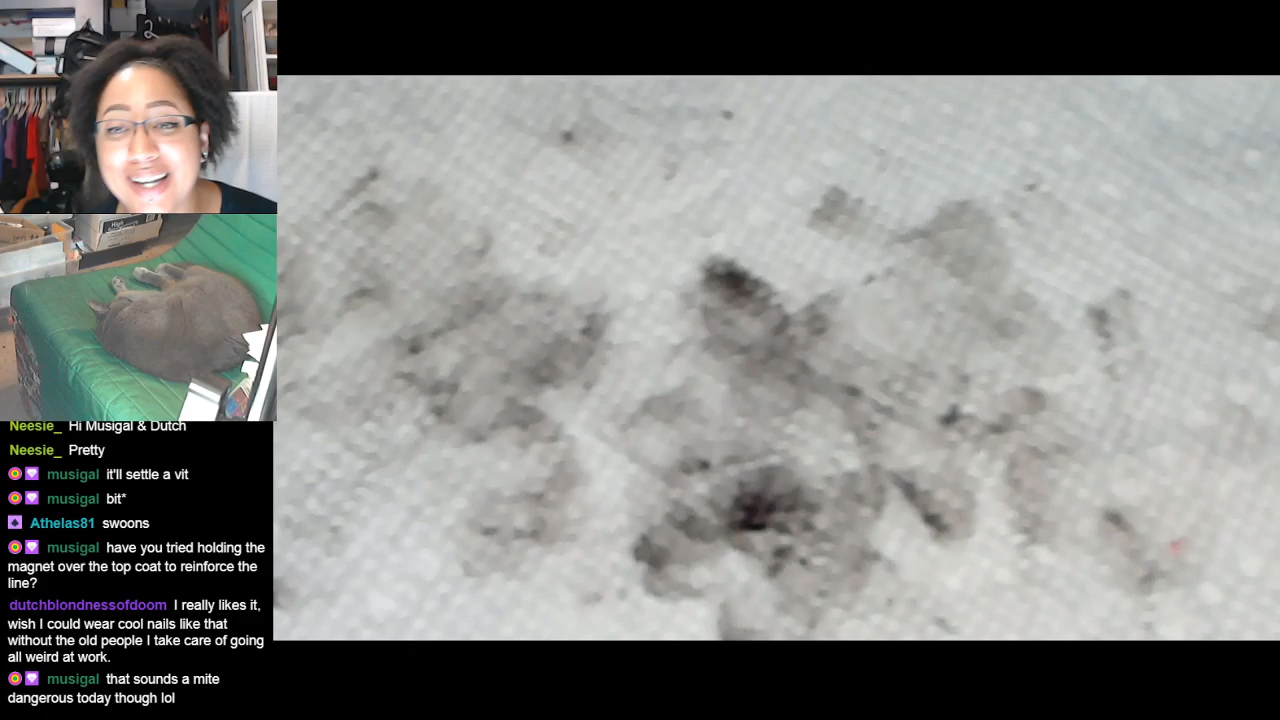 High
Neesie_ Hi Musigal & Dutch
Neesie_ Pretty
musigal it'll settle a vit
musigal bit*
Athelas81 swoons
musigal have you tried holding the
magnet over the top coat to reinforce the
line?
dutchblondnessofdoom I really likes it,
wish I could wear cool nails like that
without the old people I take care of going
all weird at work.
musigal that sounds a mite
dangerous today though lol